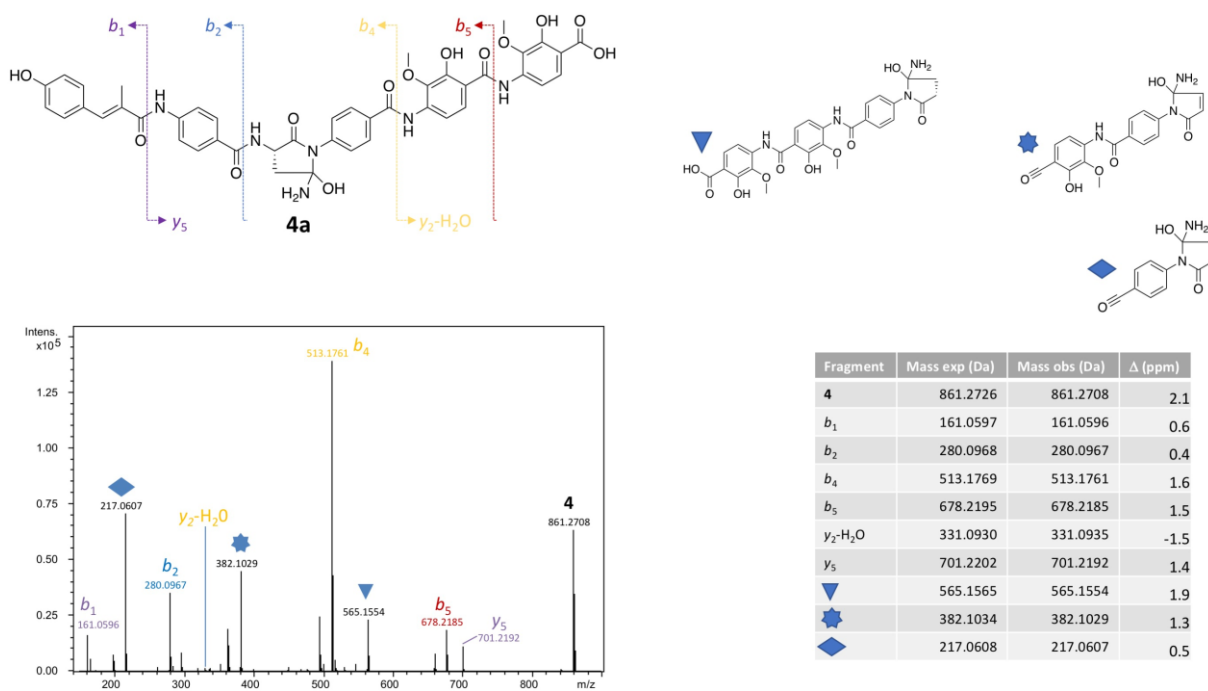 b1
b2
b4
b5
HO
O
N
H
O
H
N
O
N
H2N
OH
O
N
H
O
OH
O
N
H
O
OH
O
OH
y5
4a
y2-H2O
HO
NH2
N
O
H
N
O
H
N
O
OH
O
HO
O
OH
O
HO
NH2
N
O
H
N
O
O
OH
O
HO
NH2
N
O
O
Intens.
x10^5
1.25
1.00
0.75
0.50
0.25
0.00
200
300
400
500
600
700
800
m/z
513.1761 b4
217.0607
y2-H20
4
861.2708
382.1029
b2
280.0967
b1
161.0596
565.1554
b5
678.2185
y5
701.2192
Fragment Mass exp (Da) Mass obs (Da) Δ (ppm)
4 861.2726 861.2708 2.1
b1 161.0597 161.0596 0.6
b2 280.0968 280.0967 0.4
b4 513.1769 513.1761 1.6
b5 678.2195 678.2185 1.5
y2-H2O 331.0930 331.0935 -1.5
y5 701.2202 701.2192 1.4
565.1565 565.1554 1.9
382.1034 382.1029 1.3
217.0608 217.0607 0.5